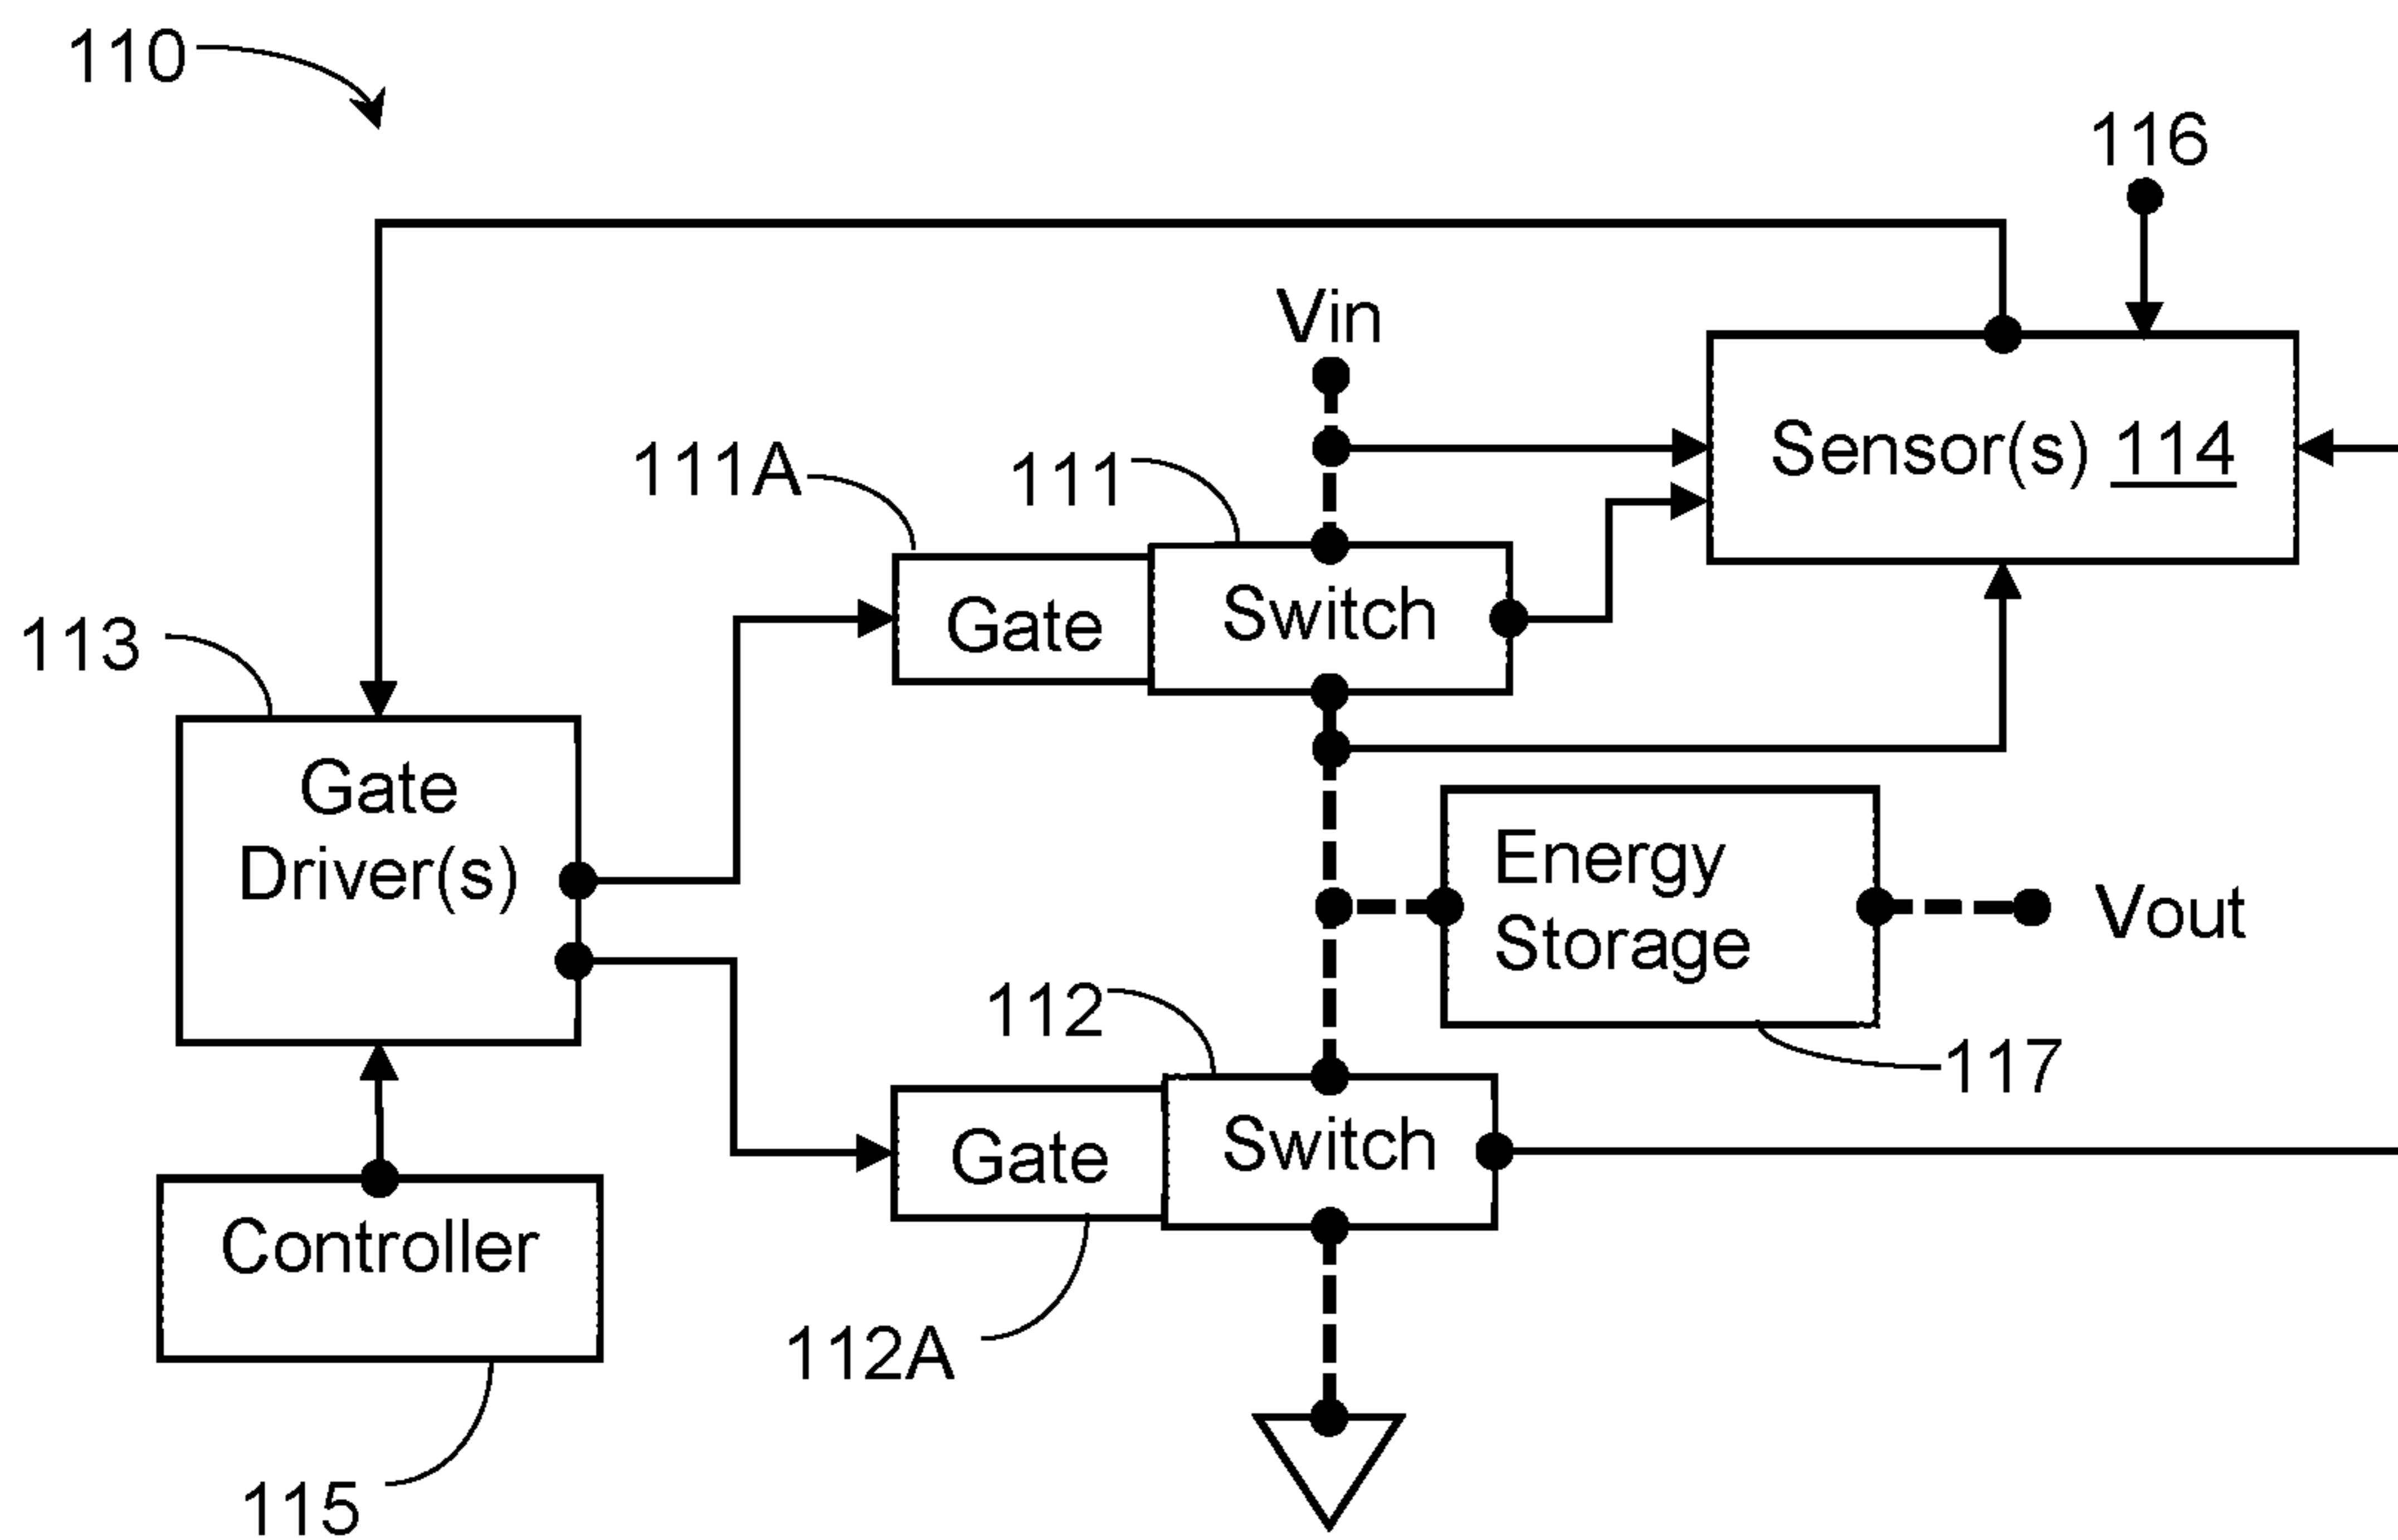 110
116
Vin
Sensor(s) 114
111A
111
Switch
Gate
113
Gate
Driver(s)
Energy
Storage
Vout
112
117
Switch
Gate
Controller
112A
115